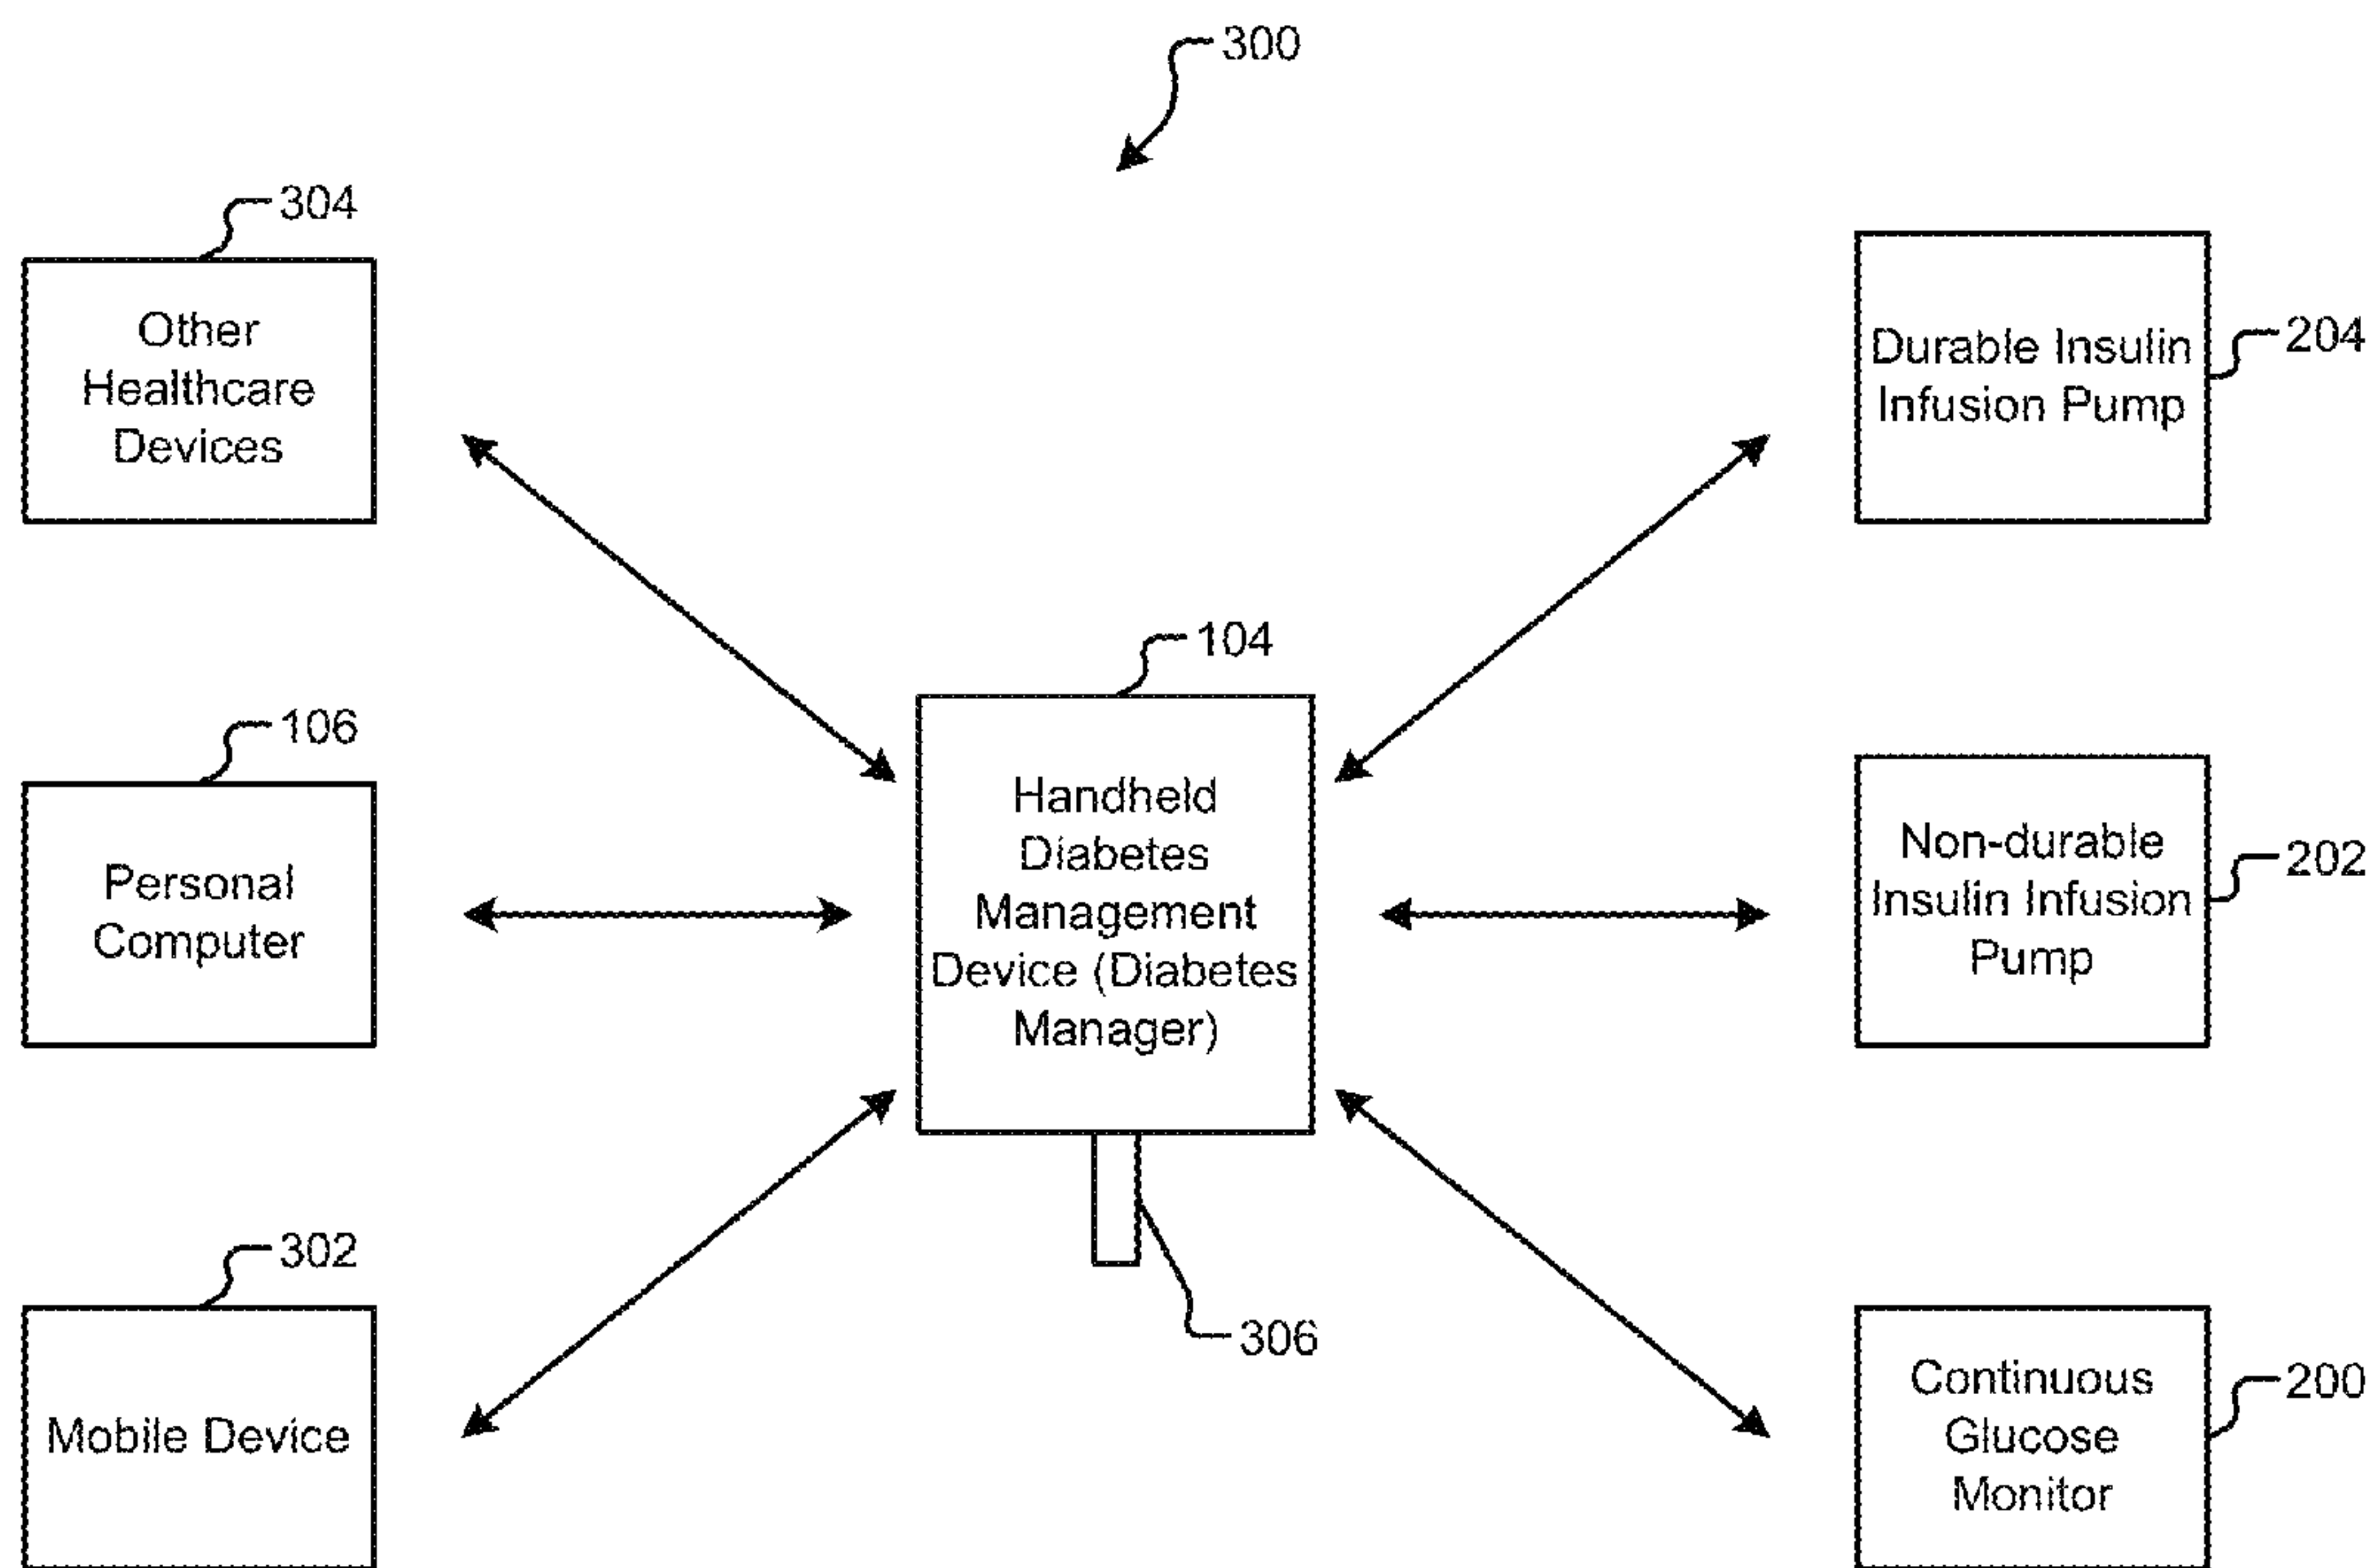 300
304
Other
Healthcare
Devices
Durable Insulin
Infusion Pump
204
104
106
Personal
Computer
Handheld
Diabetes
Management
Device (Diabetes
Manager)
Non-durable
Insulin Infusion
Pump
202
302
Mobile Device
306
Continuous
Glucose
Monitor
200